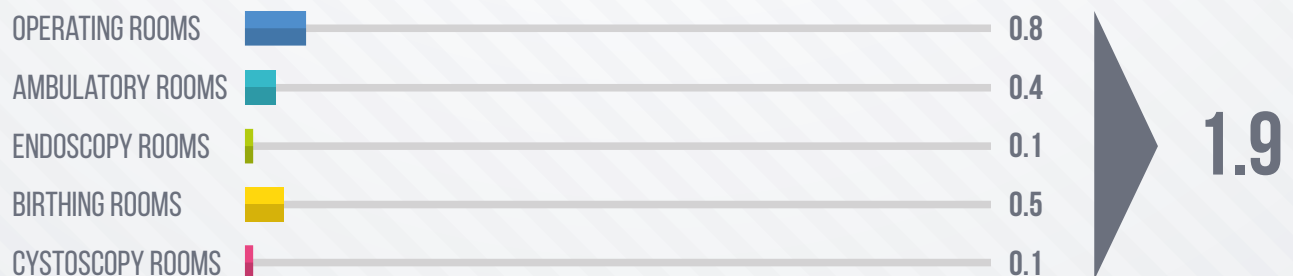 OPERATING ROOMS 0.8
AMBULATORY ROOMS 0.4
ENDOSCOPY ROOMS 0.1
1.9
BIRTHING ROOMS 0.5
CYSTOSCOPY ROOMS 0.1